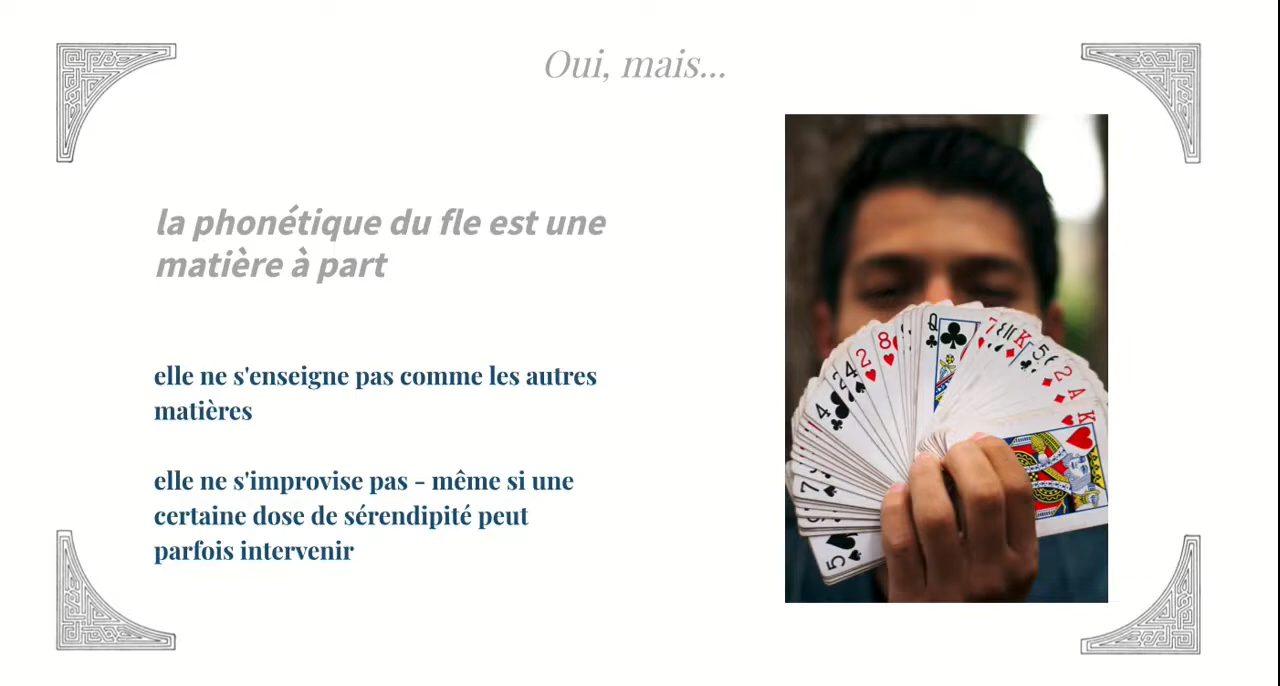 Oui, mais...
la phonétique du fle est une
matière à part
elle ne s'enseigne pas comme les autres
matières
elle ne s'improvise pas - même si une
certaine dose de sérendipité peut
parfois intervenir